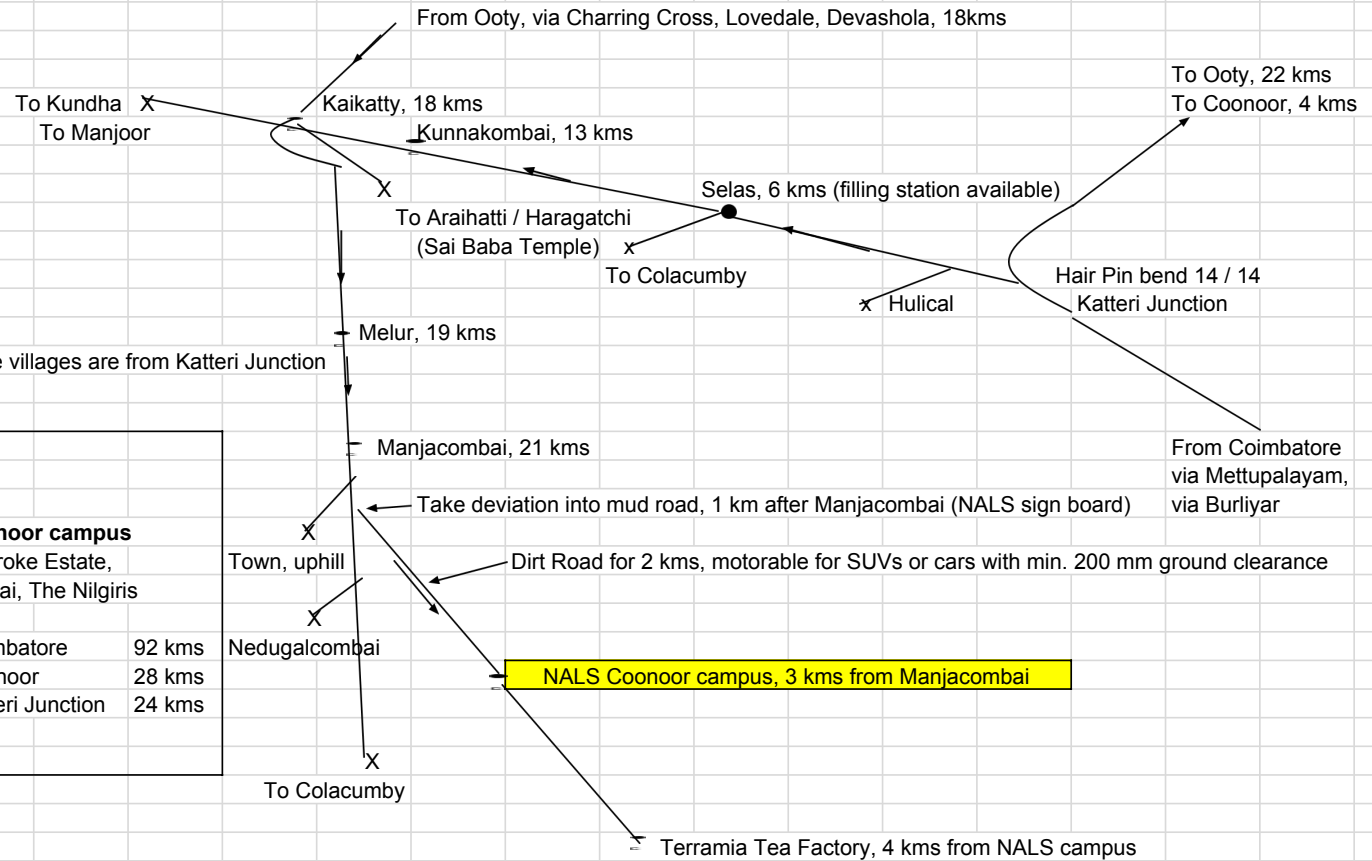 From Ooty, via Charring Cross, Lovedale, Devashola, 18kms
To Ooty, 22 kms
To Coonoor, 4 kms
To Kundha X
To Manjoor
Kaikatty, 18 kms
Kunnakombai, 13 kms
X
Selas, 6 kms (filling station available)
To Araihatti / Haragatchi
(Sai Baba Temple)
x
To Colacumby
Hair Pin bend 14 / 14
Katteri Junction
x Hulical
Melur, 19 kms
villages are from Katteri Junction
Manjacombai, 21 kms
From Coimbatore
via Mettupalayam,
via Burliyar
Take deviation into mud road, 1 km after Manjacombai (NALS sign board)
X
Town, uphill
noor campus
roke Estate,
ai, The Nilgiris
Dirt Road for 2 kms, motorable for SUVs or cars with min. 200 mm ground clearance
X
Nedugalcombai
mbatore 92 kms
noor 28 kms
eri Junction 24 kms
NALS Coonoor campus, 3 kms from Manjacombai
X
To Colacumby
Terramia Tea Factory, 4 kms from NALS campus